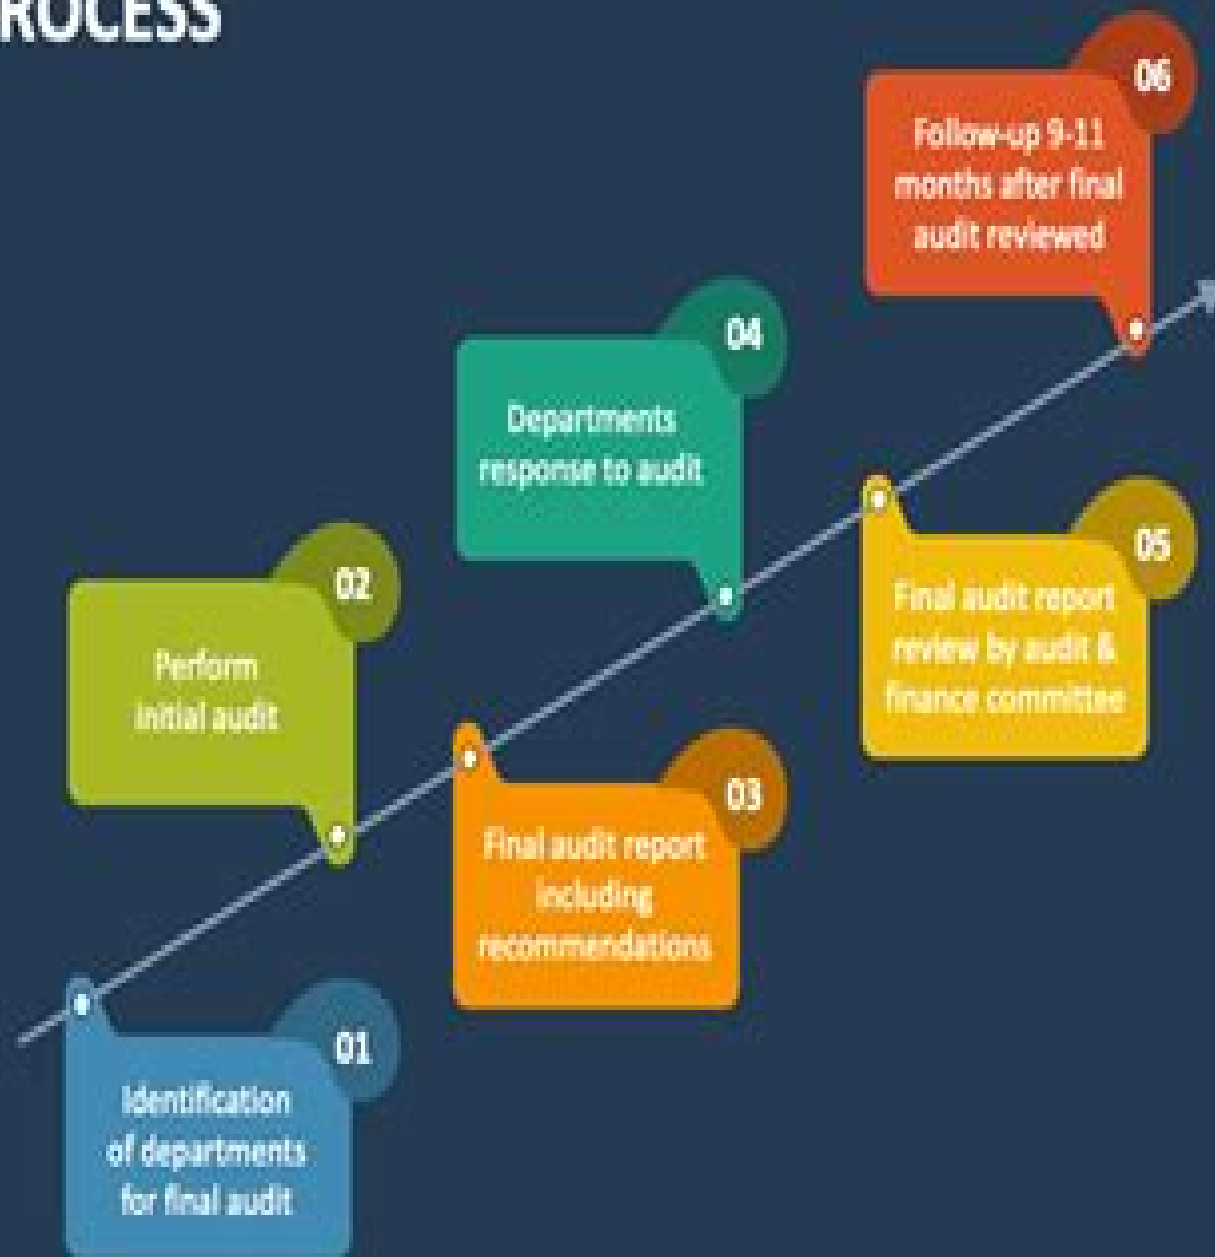 ROCESS
01
Identification
of departments
for final audit
02
Perform
initial audit
03
Final audit report
including
recommendations
04
Departments
response to audit
05
Final audit report
review by audit &
finance committee
06
Follow-up 9-11
months after final
audit reviewed